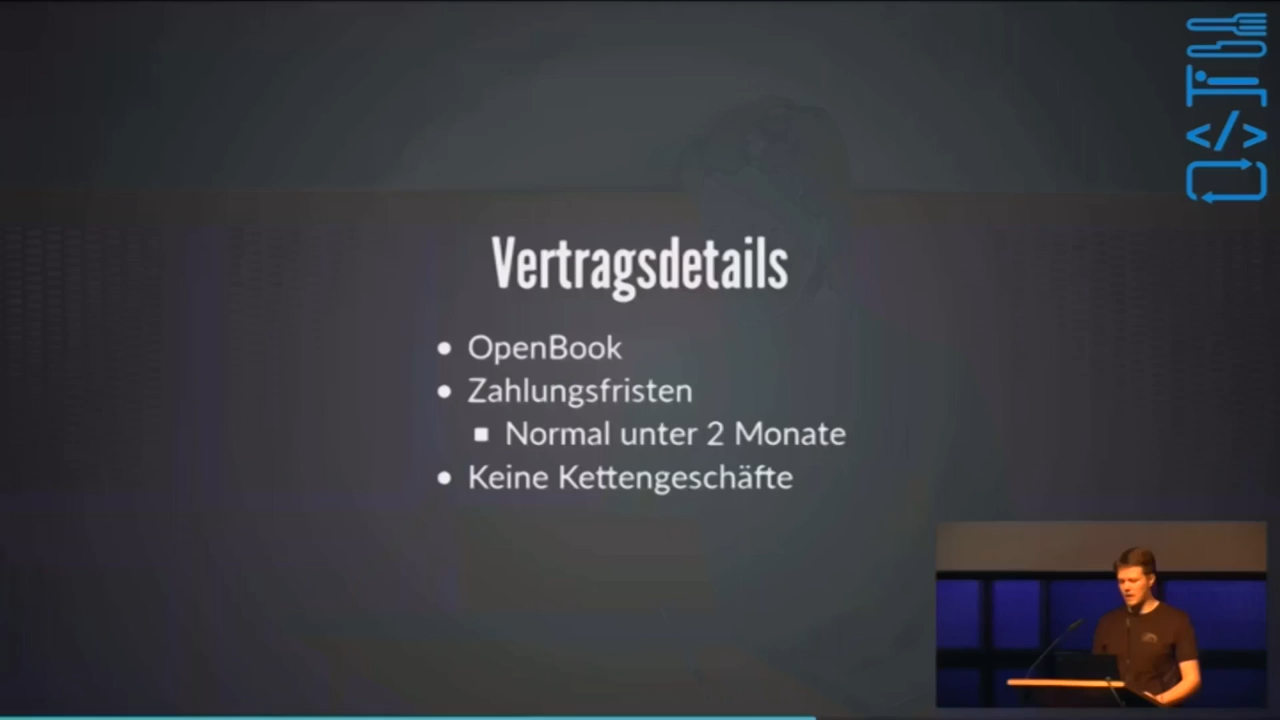 Vertragsdetails
OpenBook
Zahlungsfristen
Normal unter 2 Monate
Keine Kettengeschäfte